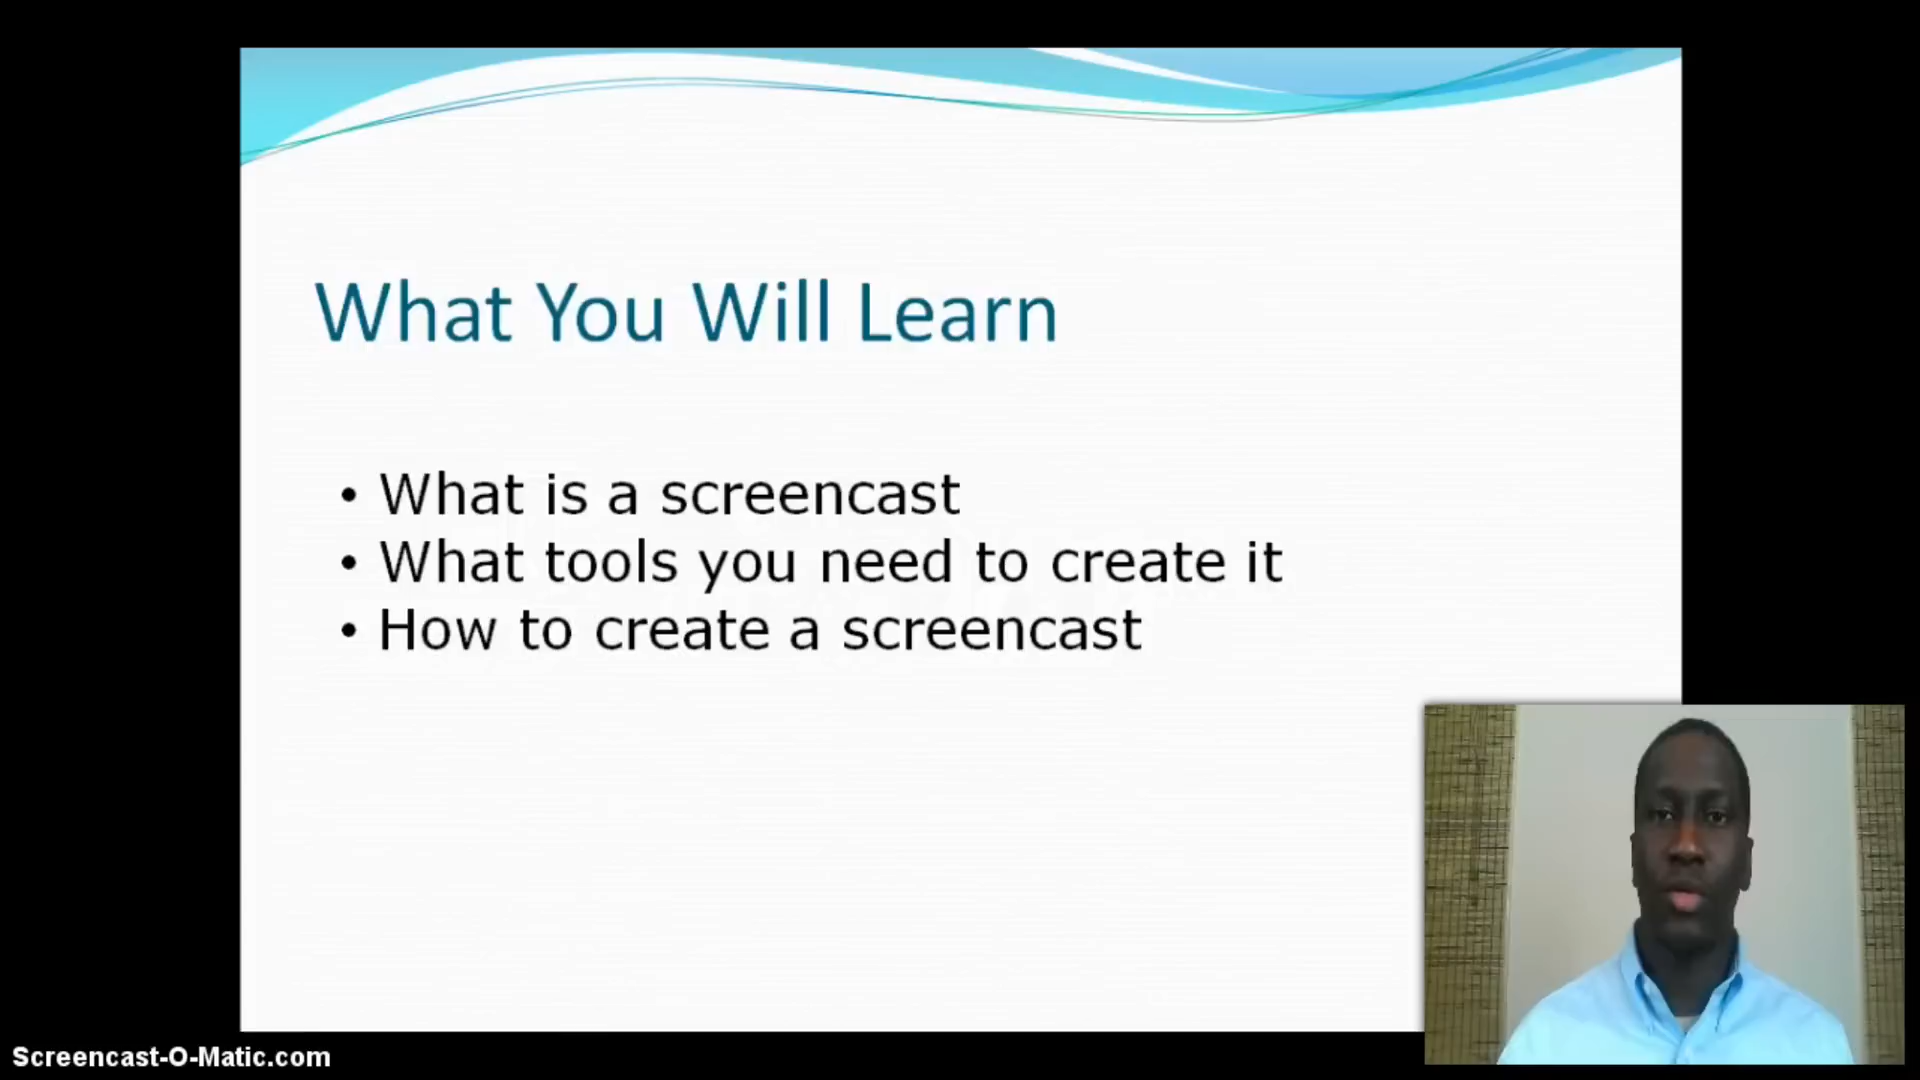 What You Will Learn
• What is a screencast
• What tools you need to create it
• How to create a screencast
Screencast-O-Matic.com